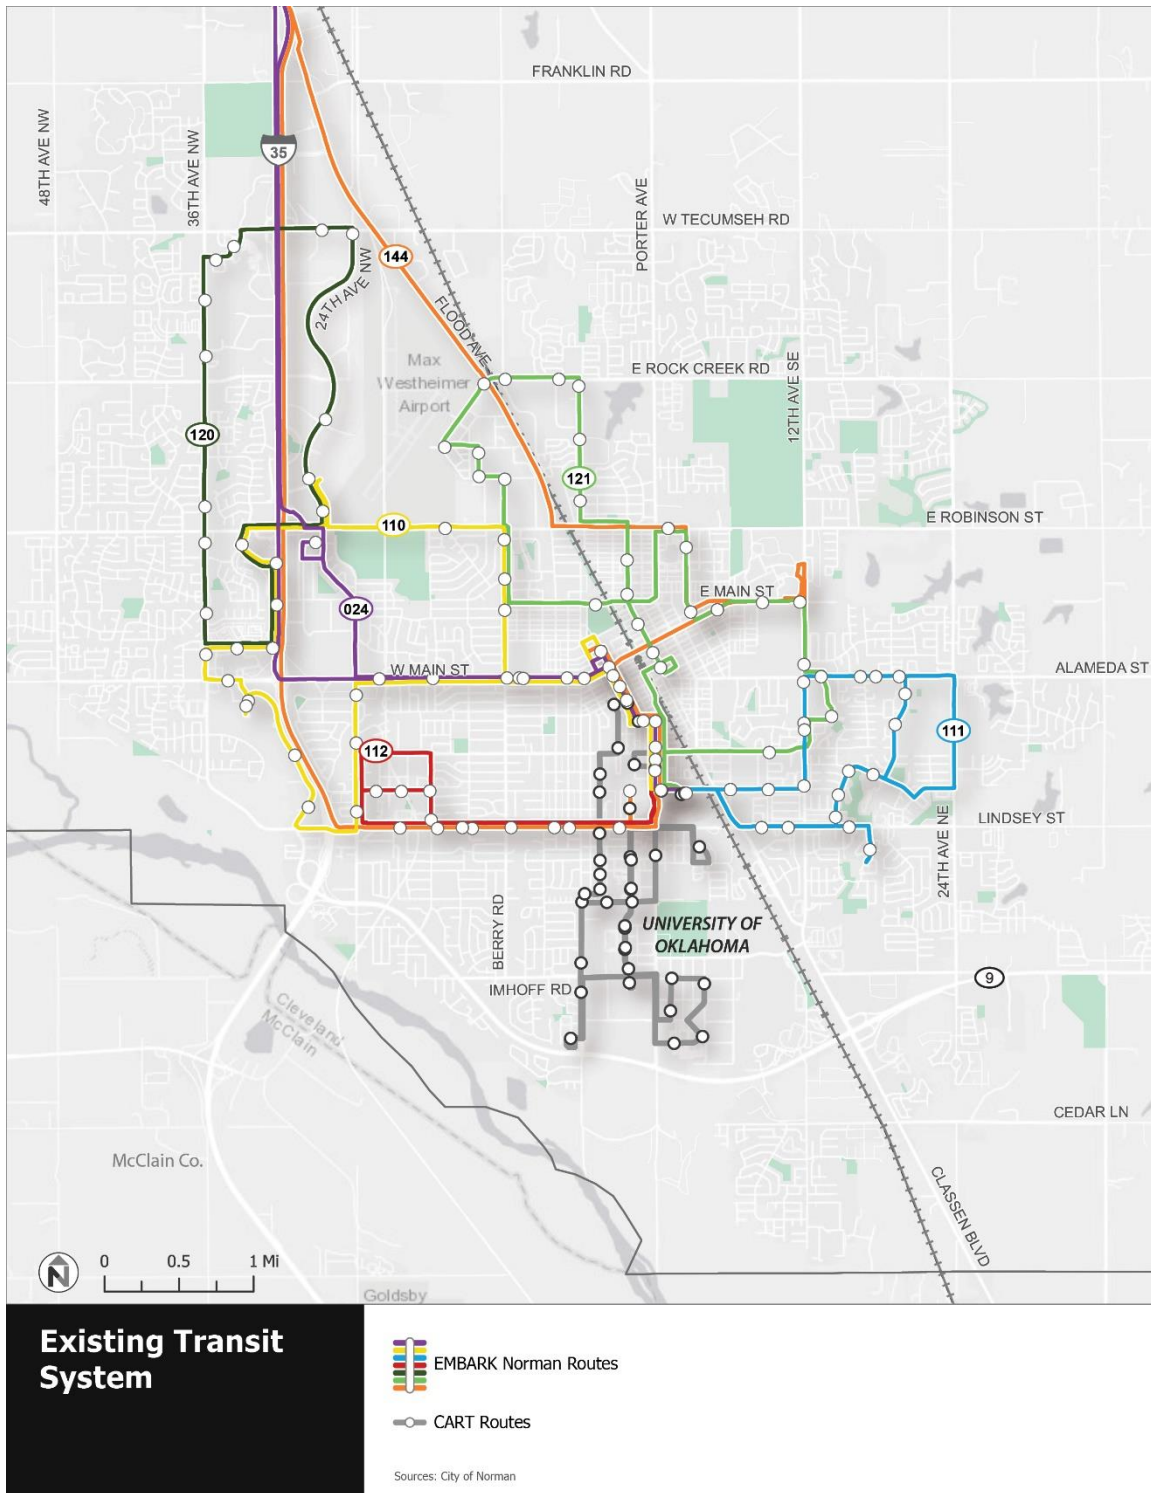 FRANKLIN RD
48TH AVE NW
36TH AVE NW
35
PORTER AVE
W TECUMSEH RD
144
24TH AVE NW
FLOOD AVE
Max
Westheimer
Airport
E ROCK CREEK RD
12TH AVE SE
120
121
110
E ROBINSON ST
024
E MAIN ST
W MAIN ST
ALAMEDA ST
112
111
LINDSEY ST
24TH AVE NE
BERRY RD
UNIVERSITY OF
OKLAHOMA
IMHOFF RD
9
Cleveland
McClain
CEDAR LN
McClain Co.
CLASSEN BLVD
N
0 0.5 1 Mi
Goldsby
Existing Transit
System
EMBARK Norman Routes
CART Routes
Sources: City of Norman